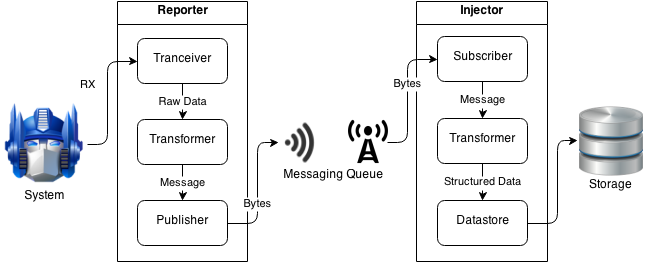 Reporter
Injector
Tranceiver
Subscriber
RX
Bytes
Raw Data
Message
Transformer
Transformer
Messaging Queue
Message
Structured Data
System
Storage
Bytes
Publisher
Datastore